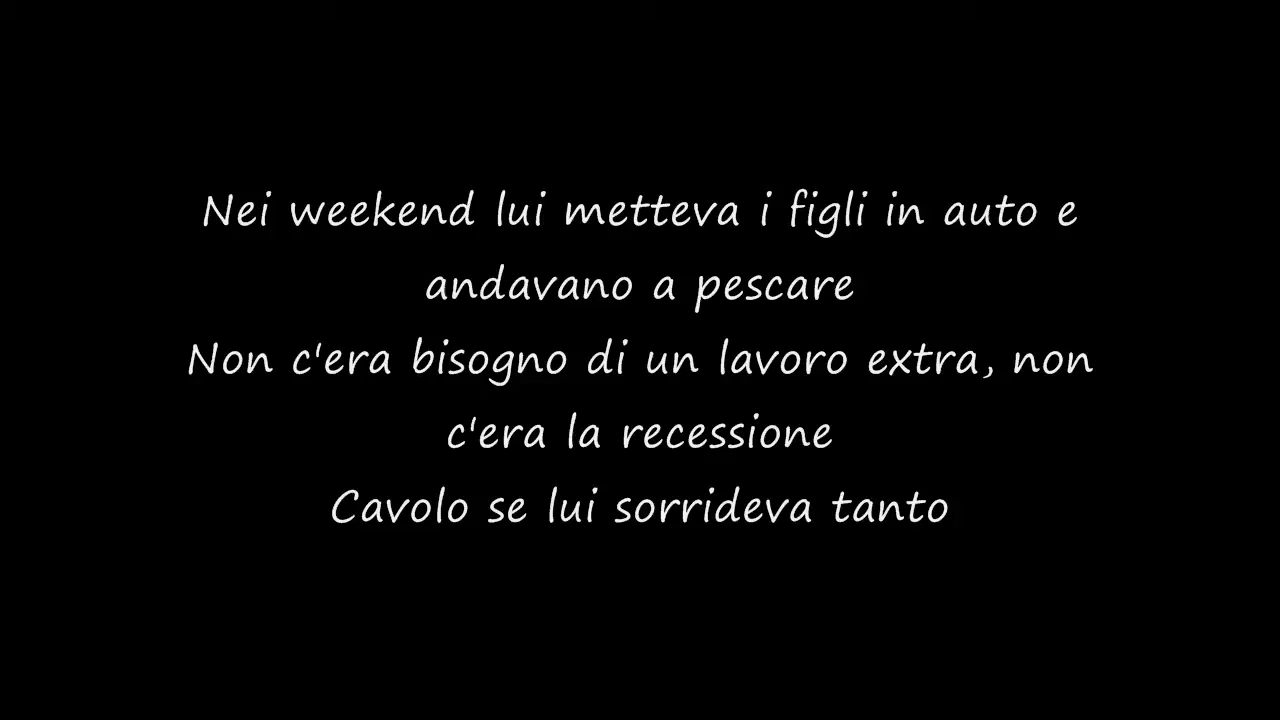 Nei weekend lui metteva i figli in auto e
andavano a pescare
Non c'era bisogno di un lavoro extra, non
c'era la recessione
Cavolo se lui sorrideva tanto